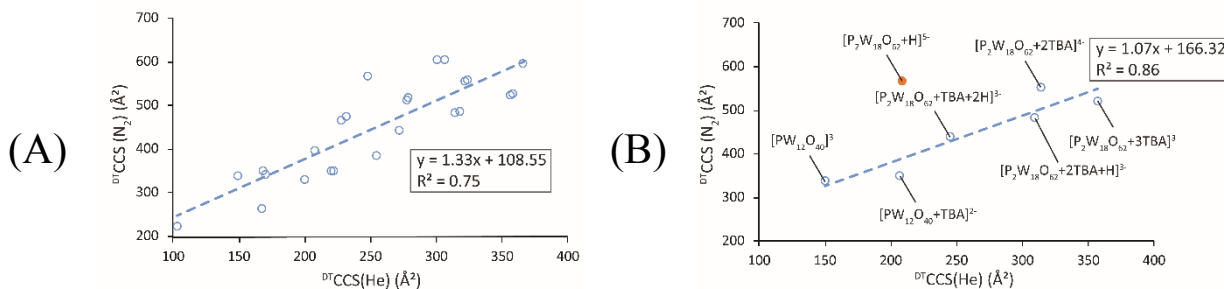 (A)
700
600
500
400
300
200
100
150
200
250
300
350
400
ᴰᵀCCS (N₂) (Å²)
ᴰᵀCCS(He) (Å²)
y = 1.33x + 108.55
R² = 0.75
(B)
700
600
500
400
300
200
100
150
200
250
300
350
400
ᴰᵀCCS (N₂) (Å²)
ᴰᵀCCS(He) (Å²)
[P₂W₁₈O₆₂+H]⁵⁻
[P₂W₁₈O₆₂+2TBA]⁴⁻
y = 1.07x + 166.32
R² = 0.86
[P₂W₁₈O₆₂+TBA+2H]³⁻
[PW₁₂O₄₀]³
[P₂W₁₈O₆₂+3TBA]³
[P₂W₁₈O₆₂+2TBA+H]³⁻
[PW₁₂O₄₀+TBA]²⁻